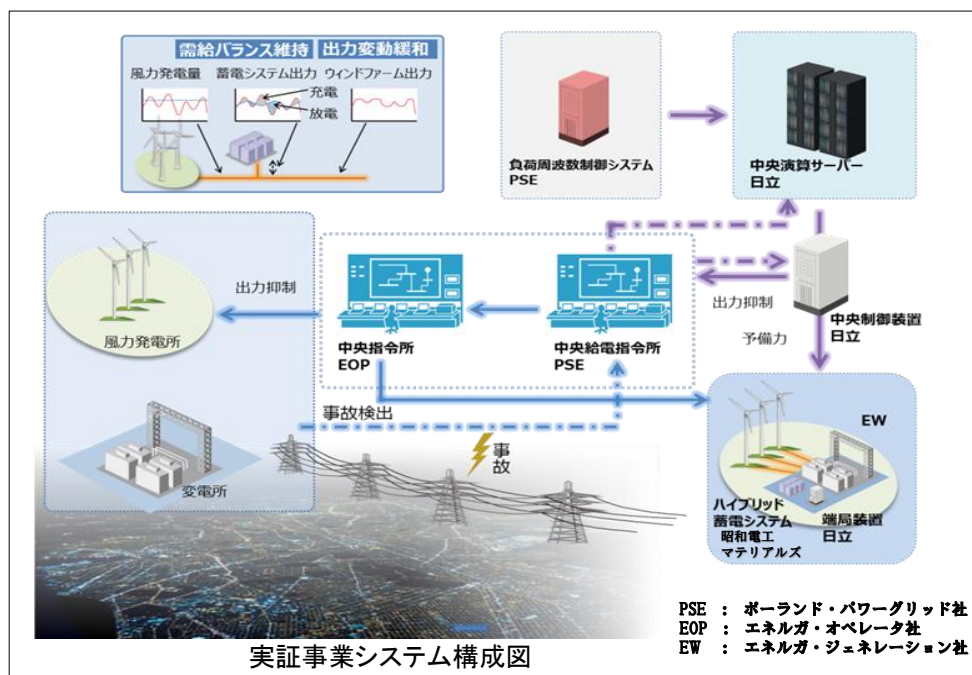 需給バランス維持 出力変動緩和
風力発電量 蓄電システム出力 ウィンドファーム出力
充電
放電
負荷周波数制御システム
PSE
中央演算サーバー
日立
出力抑制
風力発電所
中央指令所
EOP
中央給電指令所
PSE
出力抑制
予備力
中央制御装置
日立
事故検出
事故
変電所
EW
ハイブリッド
蓄電システム
昭和電工
マテリアルズ
端局装置
日立
PSE : ポーランド・パワーグリッド社
EOP : エネルガ・オペレータ社
EW : エネルガ・ジェネレーション社
実証事業システム構成図